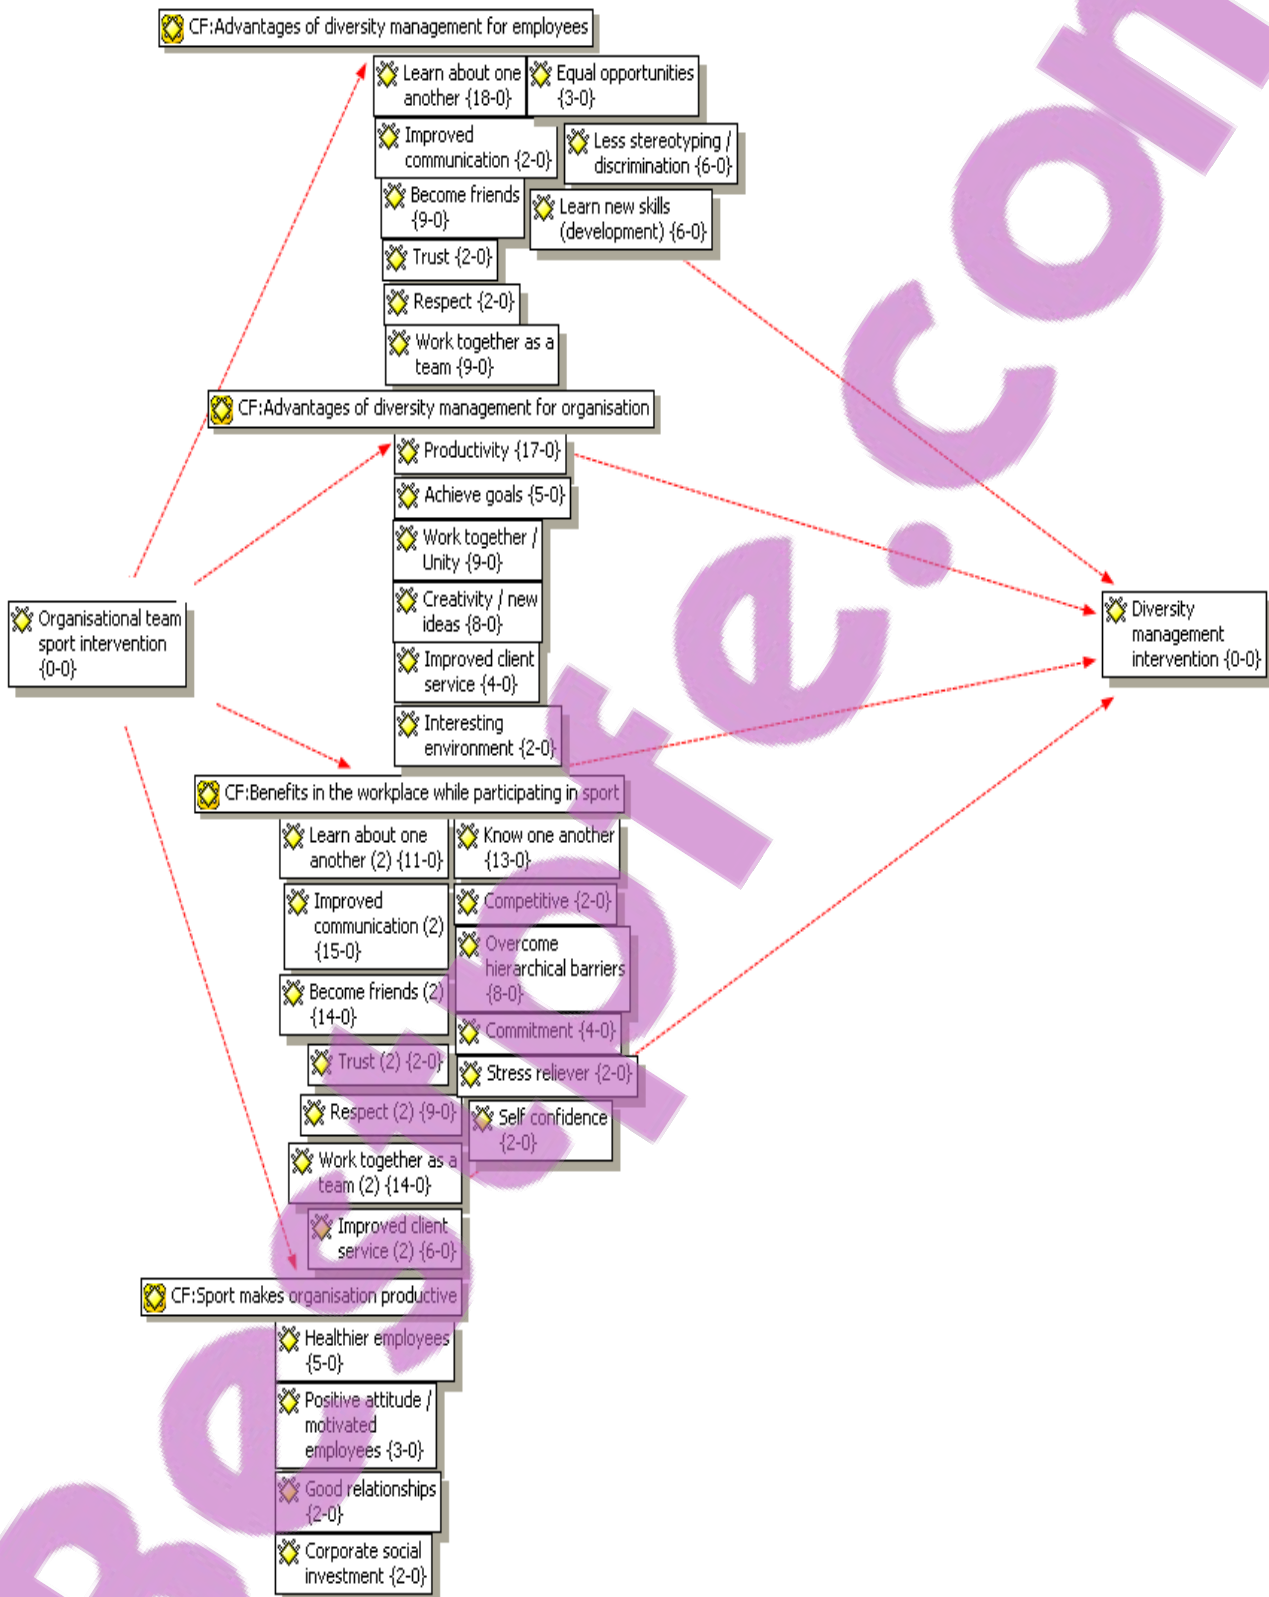 CF:Advantages of diversity management for employees
Learn about one
another {18-0}
Equal opportunities
{3-0}
Improved
communication {2-0}
Less stereotyping /
discrimination {6-0}
Become friends
{9-0}
Learn new skills
(development) {6-0}
Trust {2-0}
Respect {2-0}
Work together as a
team {9-0}
CF:Advantages of diversity management for organisation
Productivity {17-0}
Achieve goals {5-0}
Work together /
Unity {9-0}
Creativity / new
ideas {8-0}
Improved client
service {4-0}
Interesting
environment {2-0}
Organisational team
sport intervention
{0-0}
Diversity
management
intervention {0-0}
CF:Benefits in the workplace while participating in sport
Learn about one
another (2) {11-0}
Know one another
{13-0}
Improved
communication (2)
{15-0}
Competitive {2-0}
Overcome
hierarchical barriers
{8-0}
Become friends (2)
{14-0}
Commitment {4-0}
Trust (2) {2-0}
Stress reliever {2-0}
Respect (2) {9-0}
Self confidence
{2-0}
Work together as a
team (2) {14-0}
Improved client
service (2) {6-0}
CF:Sport makes organisation productive
Healthier employees
{5-0}
Positive attitude /
motivated
employees {3-0}
Good relationships
{2-0}
Corporate social
investment {2-0}
Bestpfe.com